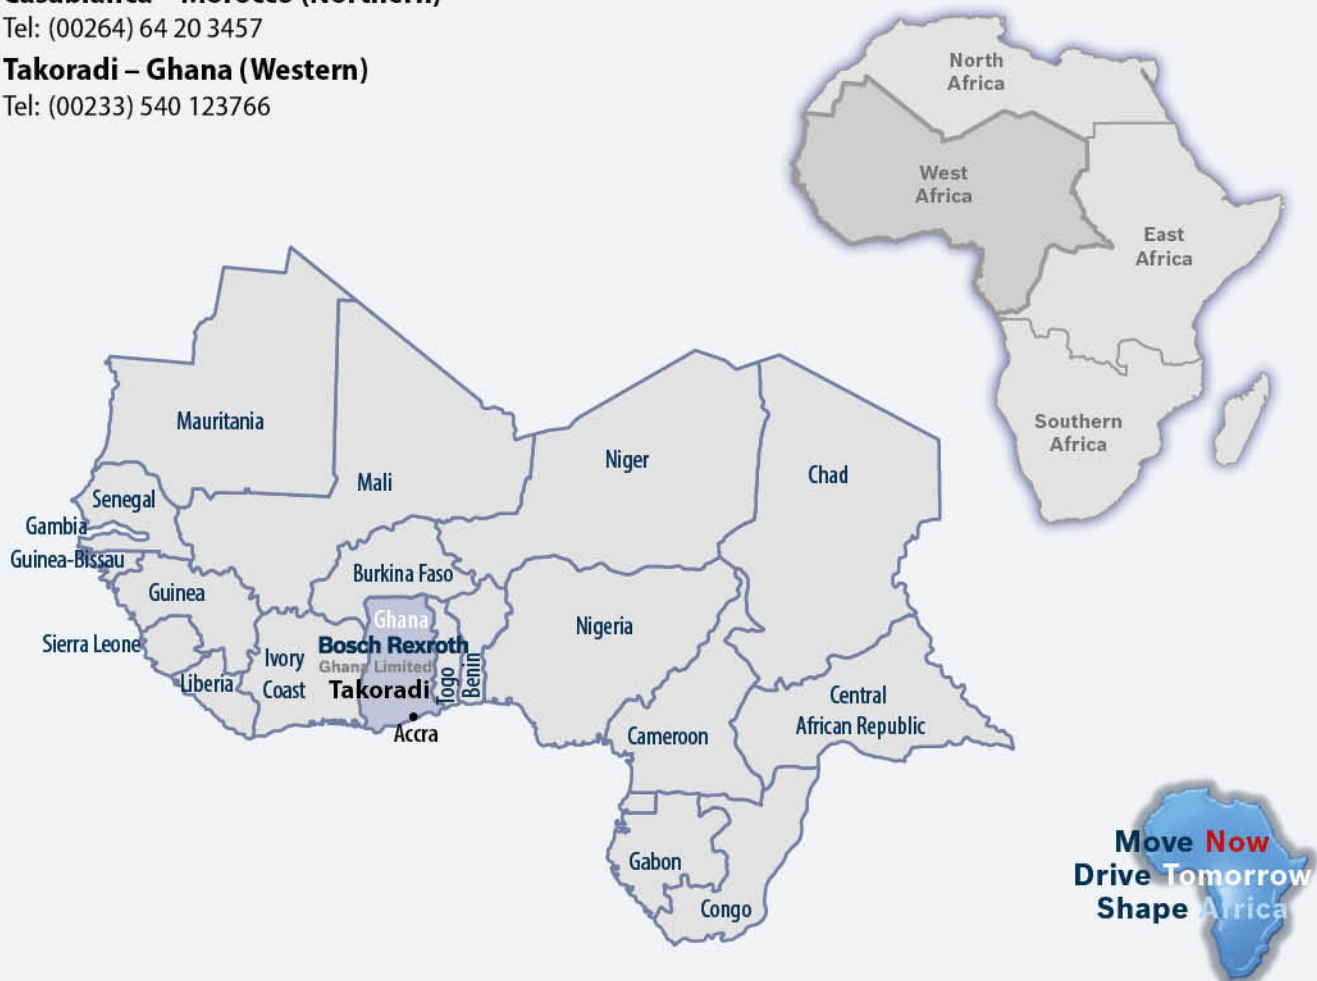 Casablanca – Morocco (Northern)
Tel: (00264) 64 20 3457
Takoradi – Ghana (Western)
Tel: (00233) 540 123766
North
Africa
West
Africa
East
Africa
Southern
Africa
Mauritania
Mali
Niger
Chad
Senegal
Gambia
Guinea-Bissau
Guinea
Burkina Faso
Sierra Leone
Liberia
Ivory
Coast
Ghana
Bosch Rexroth
Ghana Limited
Takoradi
Accra
Togo
Benin
Nigeria
Cameroon
Central
African Republic
Gabon
Congo
Move Now
Drive Tomorrow
Shape Africa